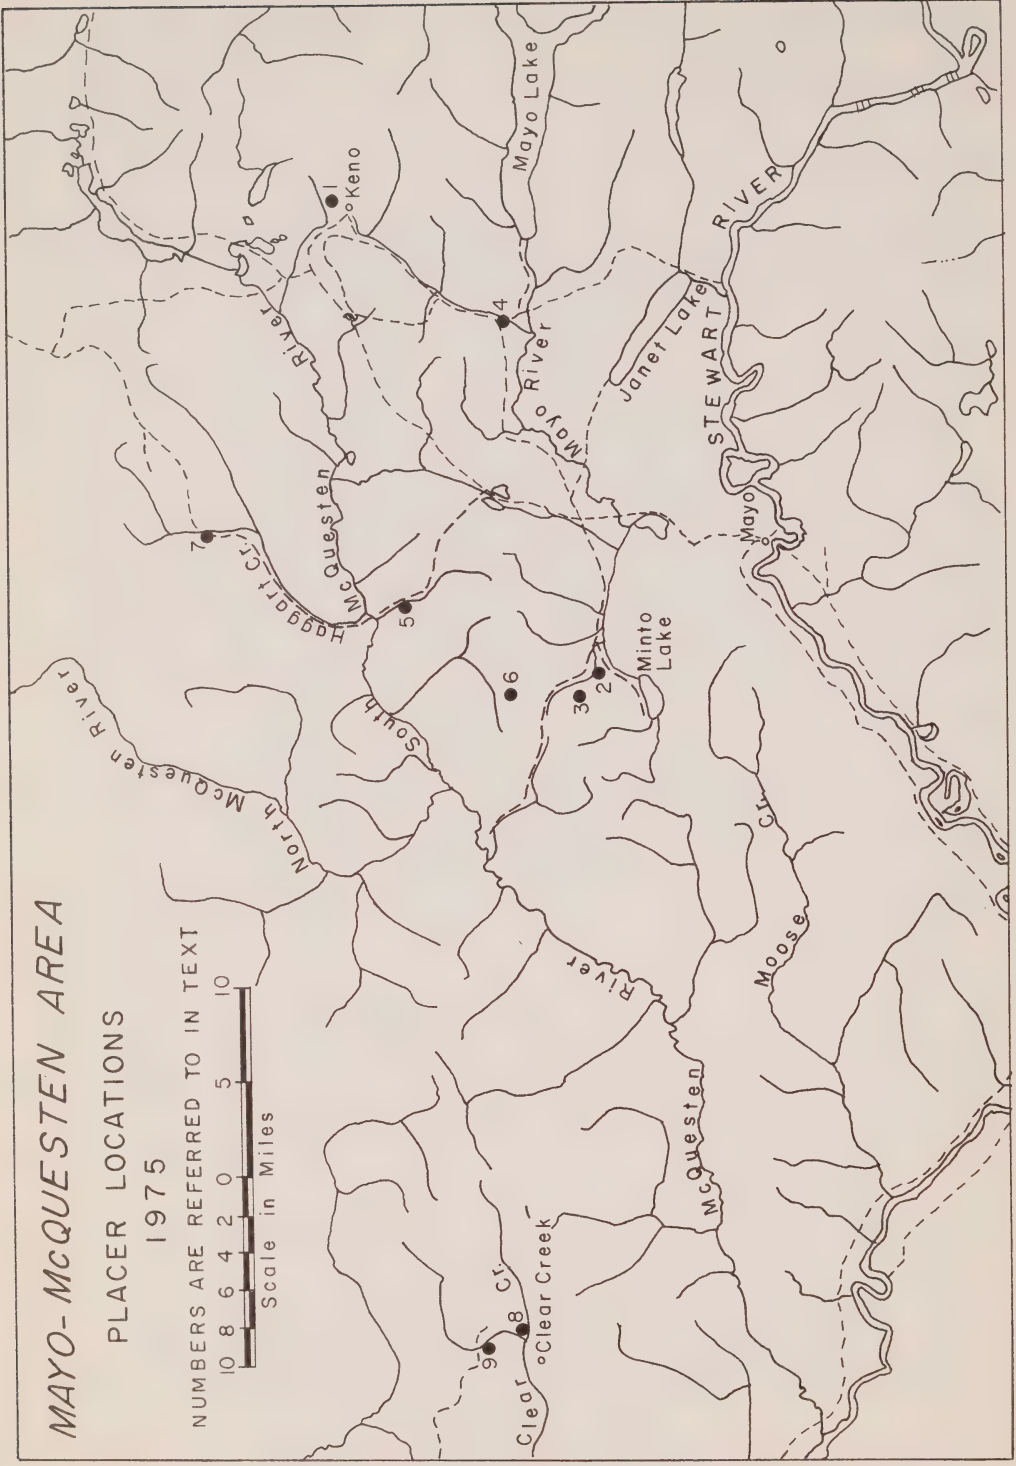 MAYO-McQUESTEN AREA
PLACER LOCATIONS
1975
NUMBERS ARE REFERRED TO IN TEXT
10 8 6 4 2 0 5 10
Scale in Miles
North McQuesten River
Haggart Cr.
7
McQuesten
River
South
5
6
3
2
Minto
Lake
1
Keno
4
Mayo River
Mayo Lake
Janet Lake
STEWART RIVER
Mayo
Moose Cr.
McQuesten
River
Clear Cr.
9
8
Clear Creek